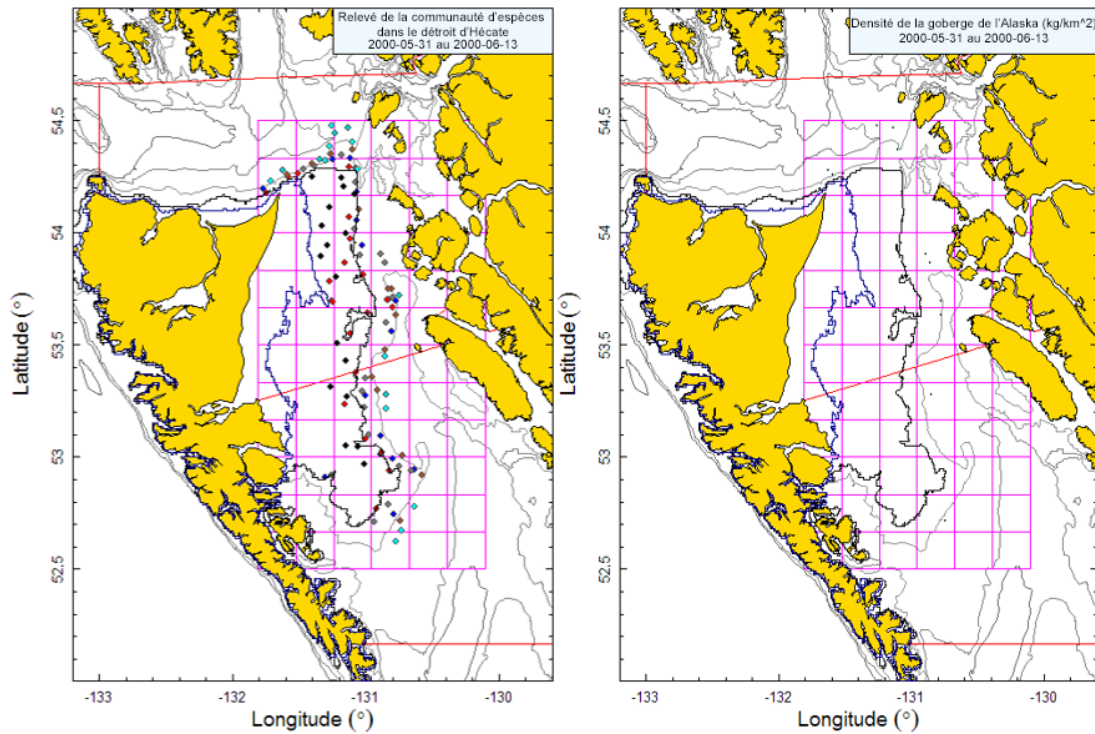 Relevé de la communauté d'espèces
dans le détroit d'Hécate
2000-05-31 au 2000-06-13
Densité de la goberge de l'Alaska (kg/km^2)
2000-05-31 au 2000-06-13
54.5
54
53.5
53
52.5
Latitude (°)
-133
-132
-131
-130
Longitude (°)
54.5
54
53.5
53
52.5
Latitude (°)
-133
-132
-131
-130
Longitude (°)